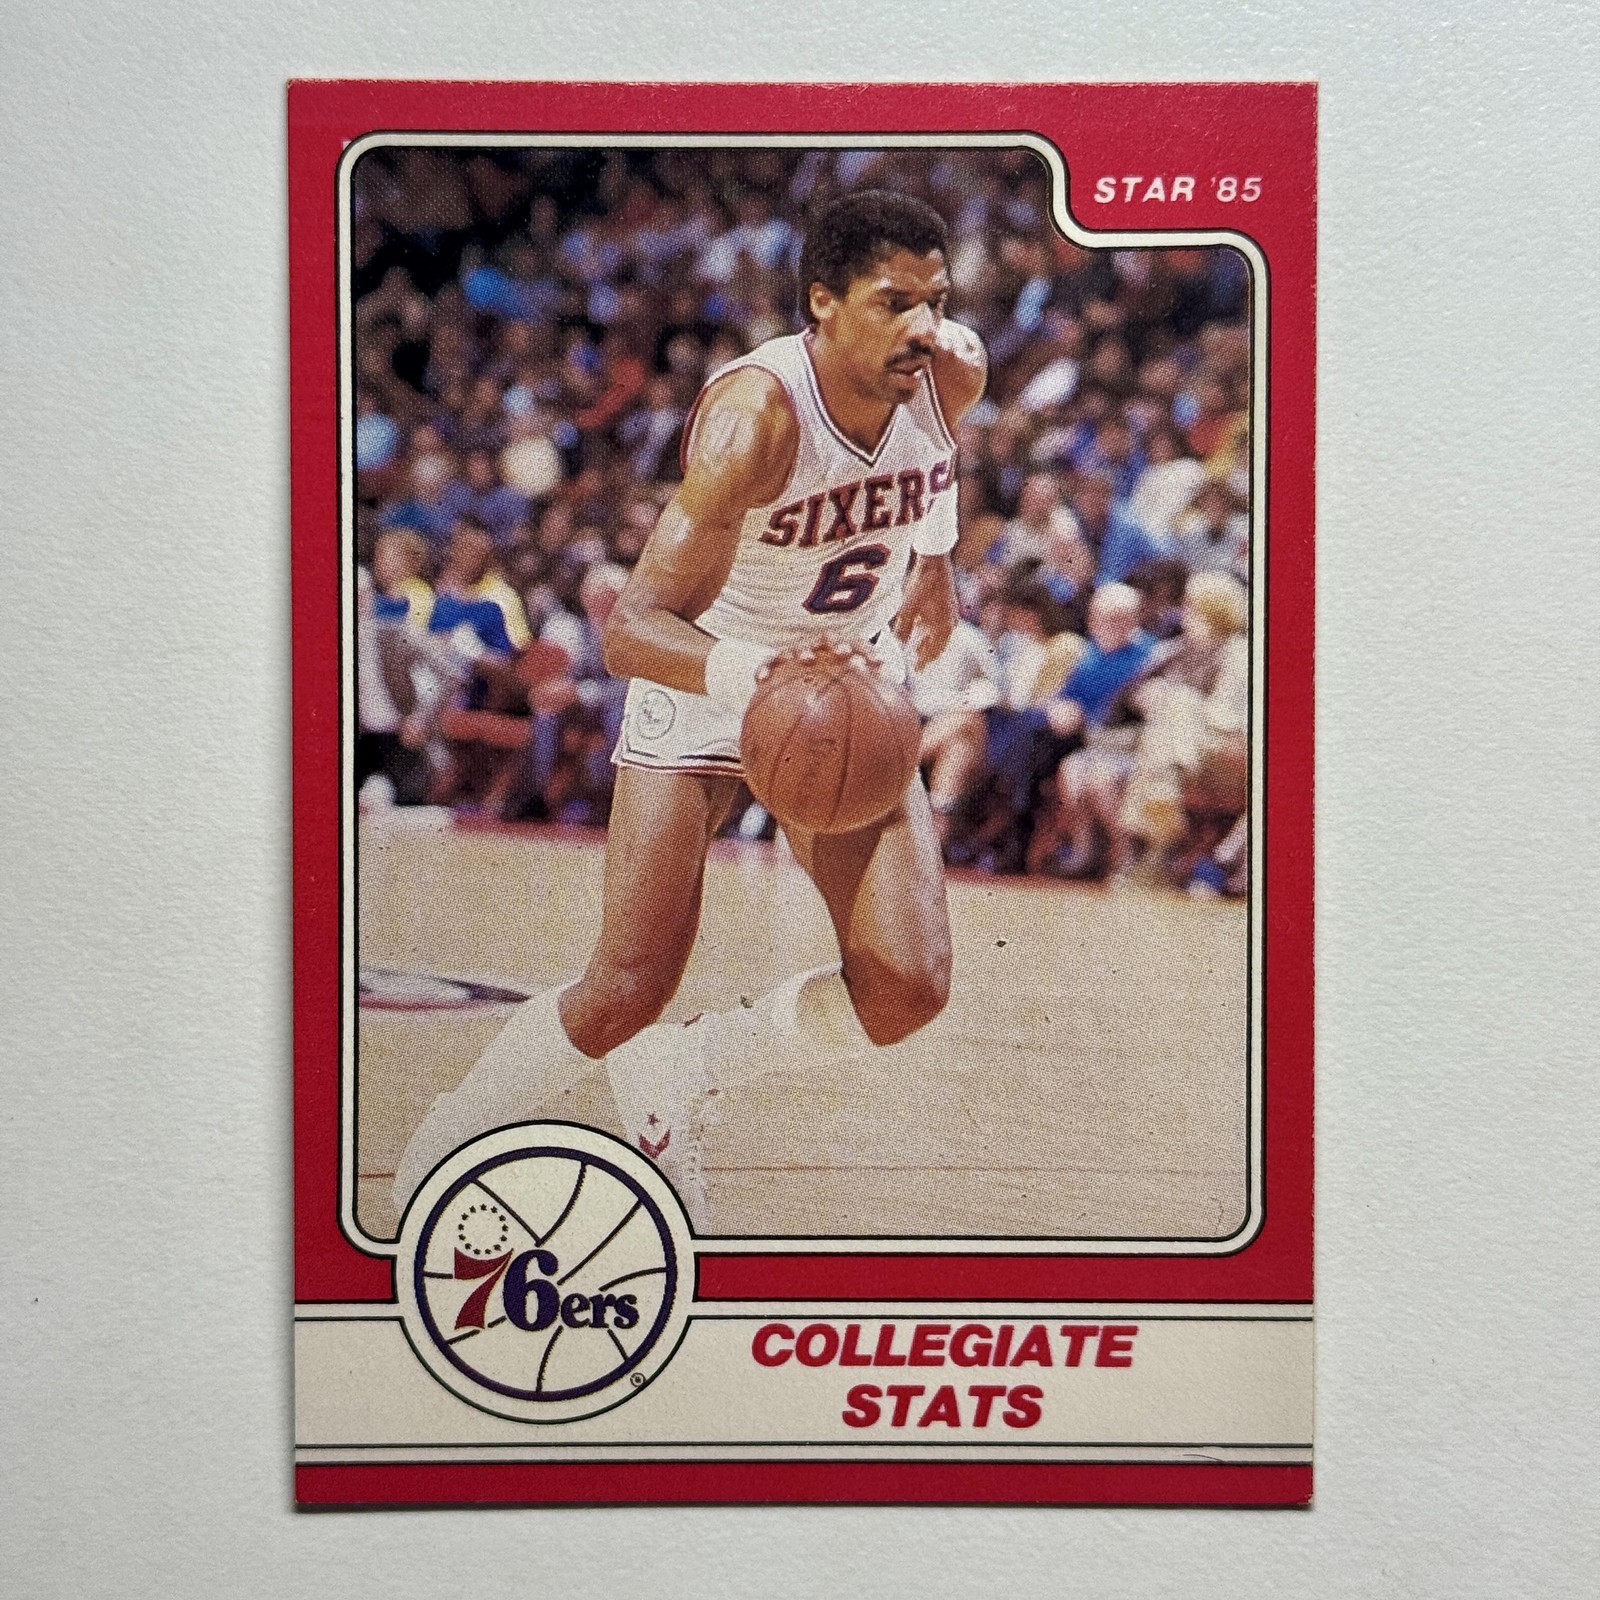 STAR '85
SIXERS
6
76ers
®
COLLEGIATE
STATS